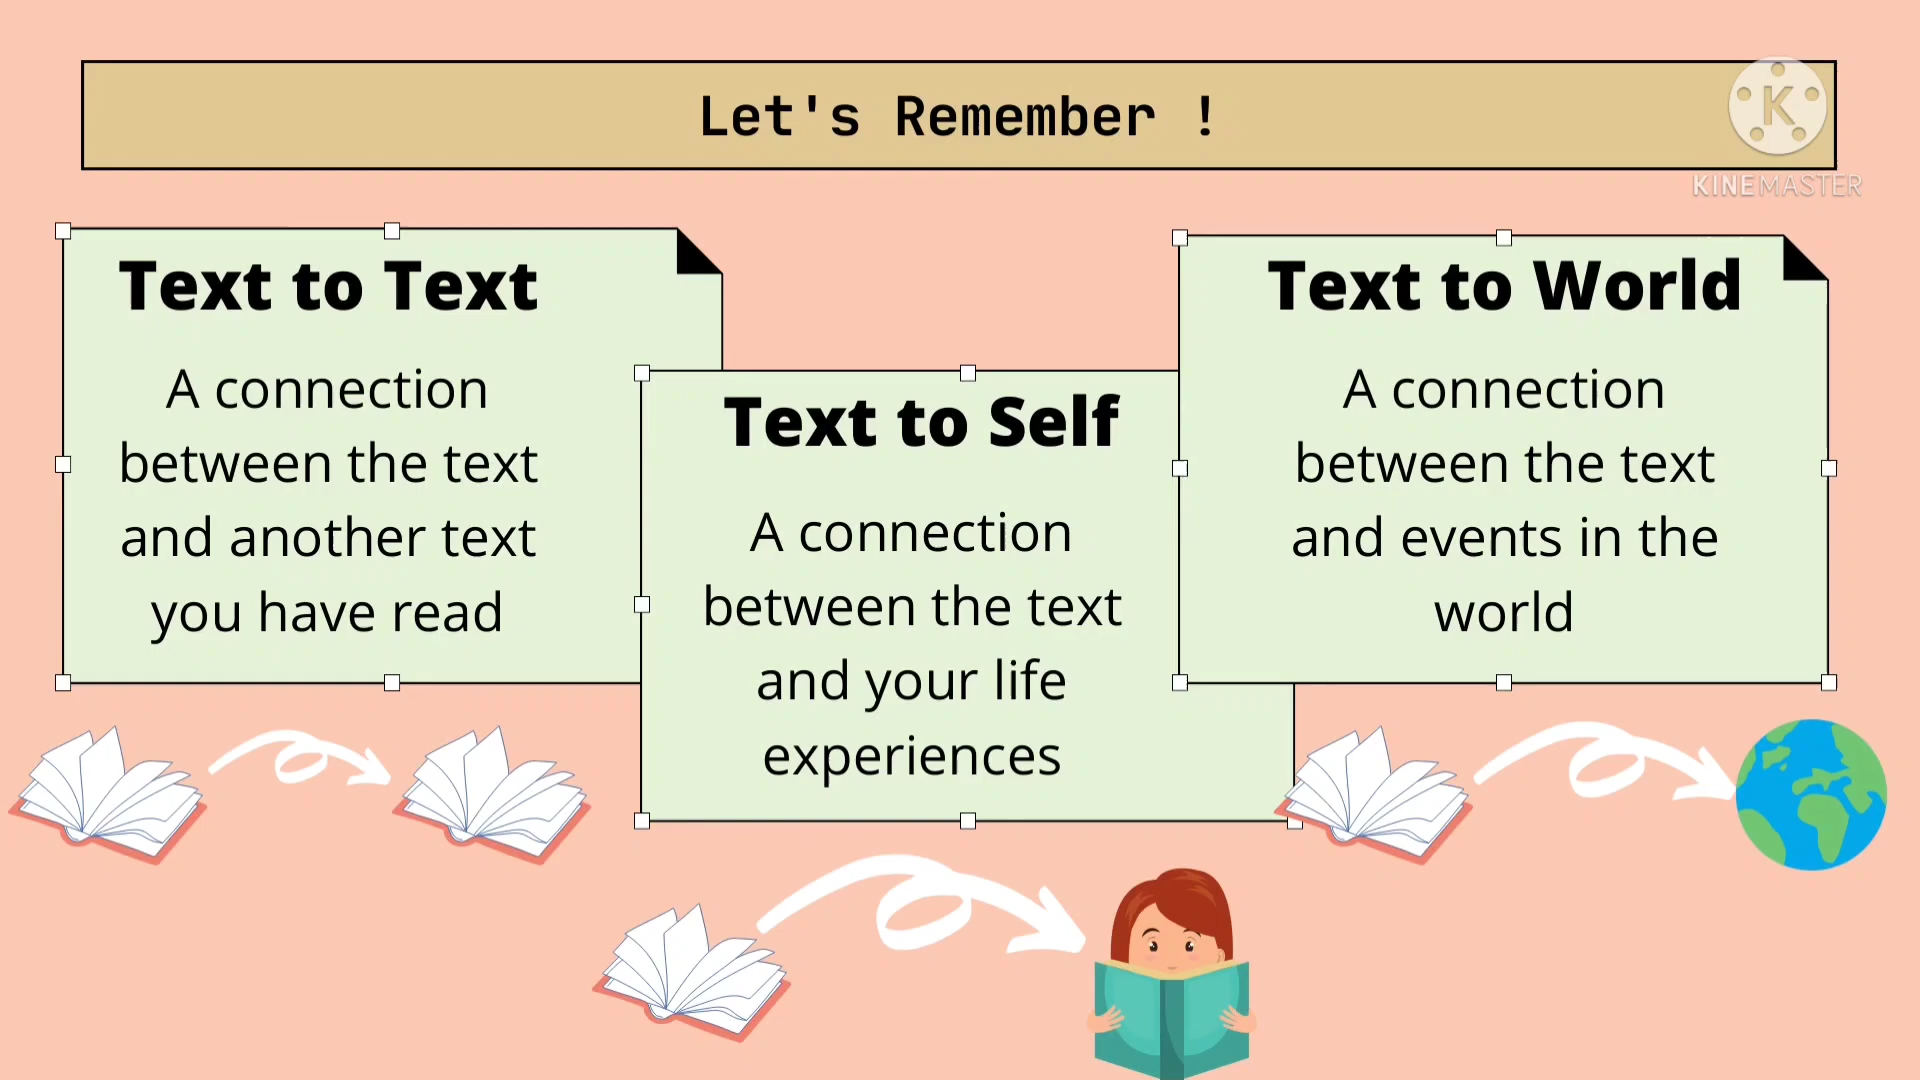 Let's Remember !
K
KINEMASTER
Text to Text
A connection
between the text
and another text
you have read
Text to Self
A connection
between the text
and your life
experiences
Text to World
A connection
between the text
and events in the
world